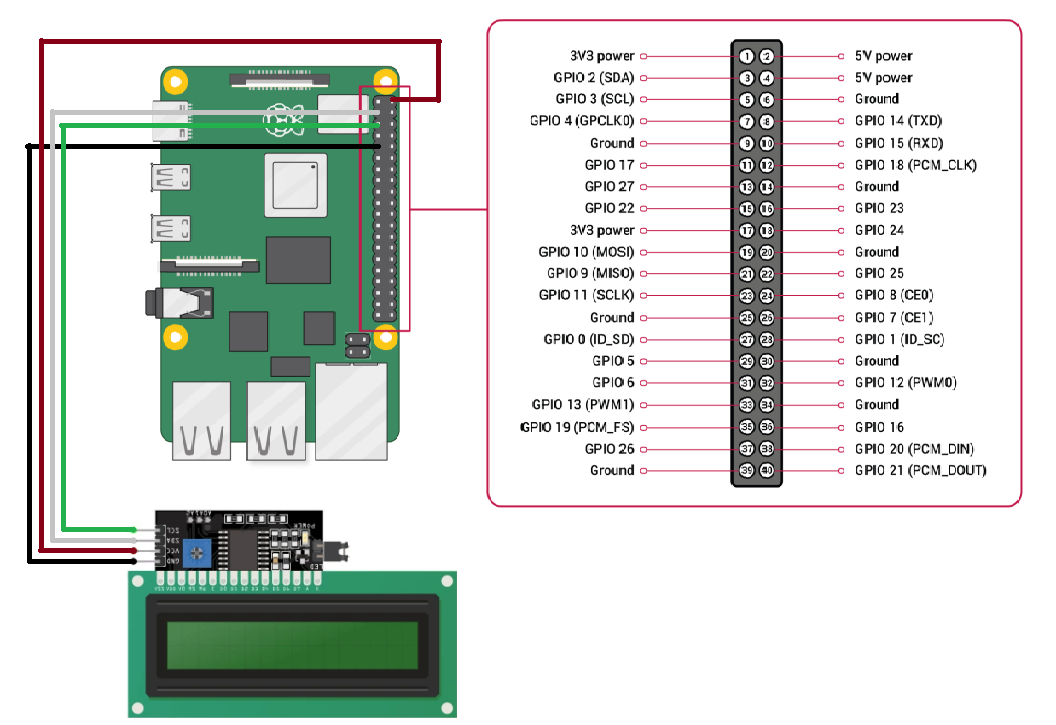 3V3 power 1 2 5V power
GPIO 2 (SDA) 3 4 5V power
GPIO 3 (SCL) 5 6 Ground
GPIO 4 (GPCLK0) 7 8 GPIO 14 (TXD)
Ground 9 10 GPIO 15 (RXD)
GPIO 17 11 12 GPIO 18 (PCM_CLK)
GPIO 27 13 14 Ground
GPIO 22 15 16 GPIO 23
3V3 power 17 18 GPIO 24
GPIO 10 (MOSI) 19 20 Ground
GPIO 9 (MISO) 21 22 GPIO 25
GPIO 11 (SCLK) 23 24 GPIO 8 (CE0)
Ground 25 26 GPIO 7 (CE1)
GPIO 0 (ID_SD) 27 28 GPIO 1 (ID_SC)
GPIO 5 29 30 Ground
GPIO 6 31 32 GPIO 12 (PWM0)
GPIO 13 (PWM1) 33 34 Ground
GPIO 19 (PCM_FS) 35 36 GPIO 16
GPIO 26 37 38 GPIO 20 (PCM_DIN)
Ground 39 40 GPIO 21 (PCM_DOUT)
A0A1A2
POWER
SCL
SDA
VCC
GND
LED